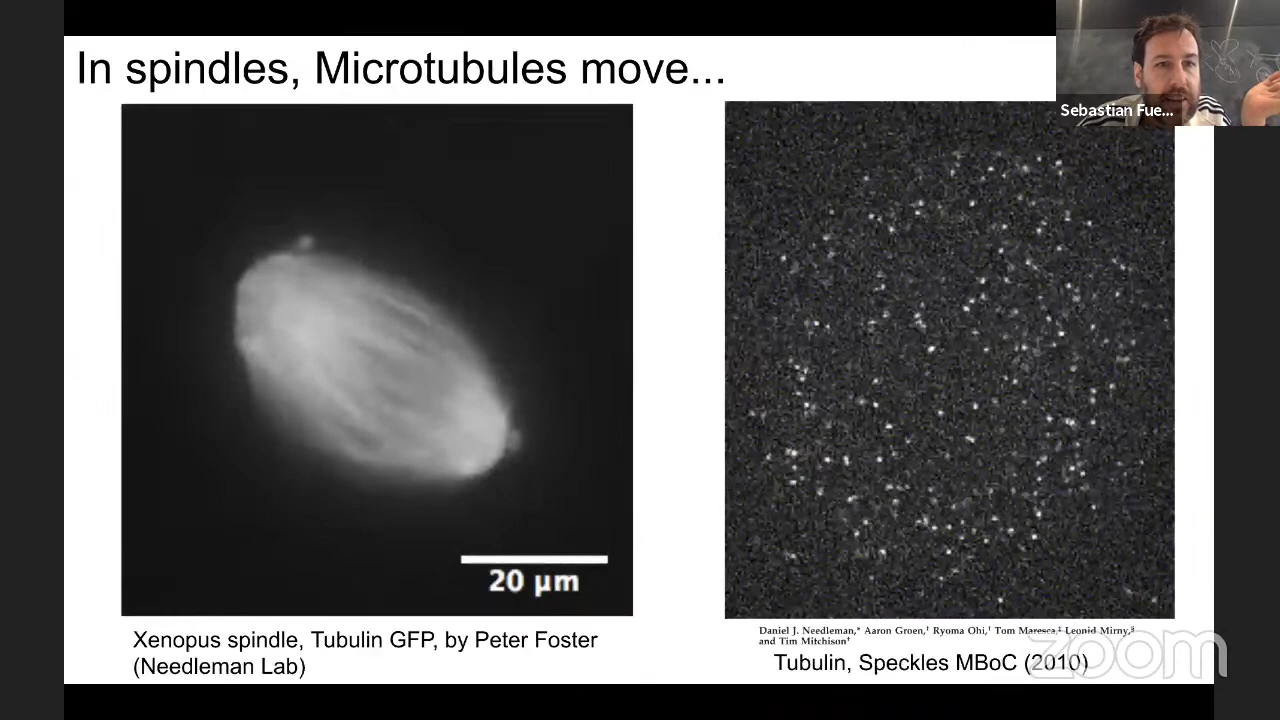 In spindles, Microtubules move...
Sebastian Fue...
20 µm
Xenopus spindle, Tubulin GFP, by Peter Foster
(Needleman Lab)
Daniel J. Needleman,* Aaron Groen,† Ryoma Ohi,† Tom Maresca,‡ Leonid Mirny,§
and Tim Mitchison†
Tubulin, Speckles MBoC (2010)
zoom